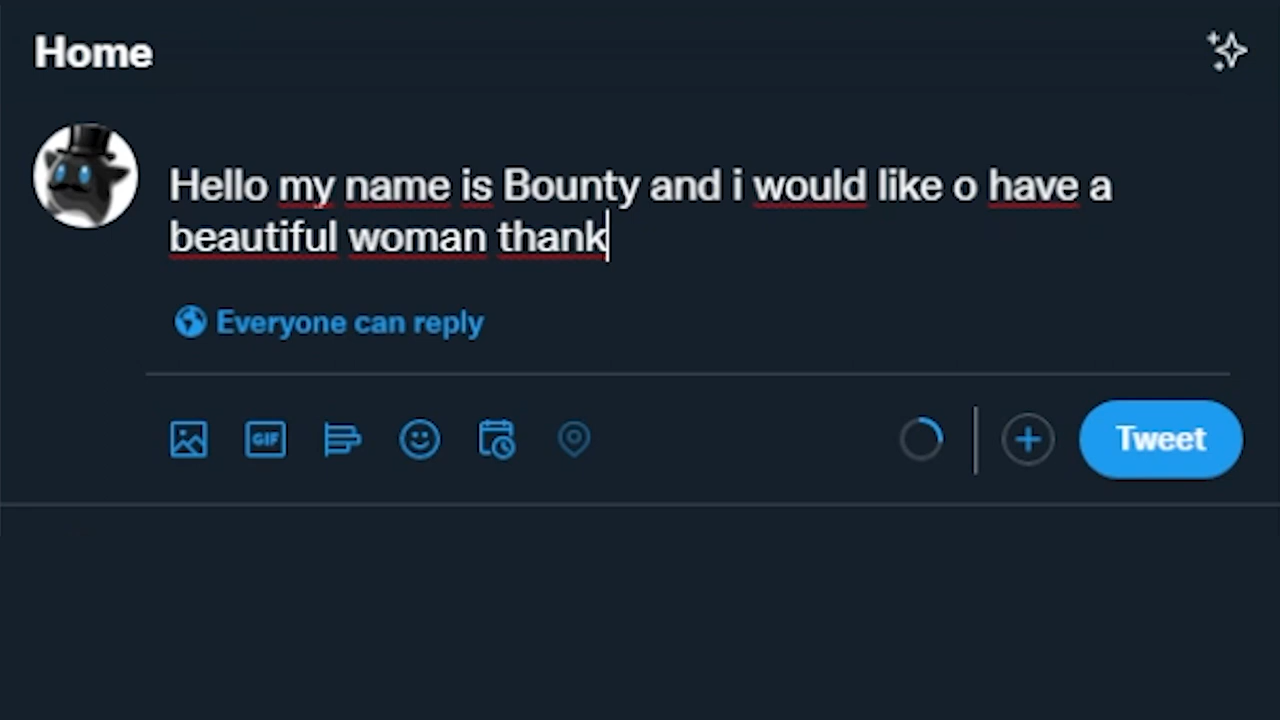 Home
Hello my name is Bounty and i would like o have a
beautiful woman thank
Everyone can reply
GIF
Tweet